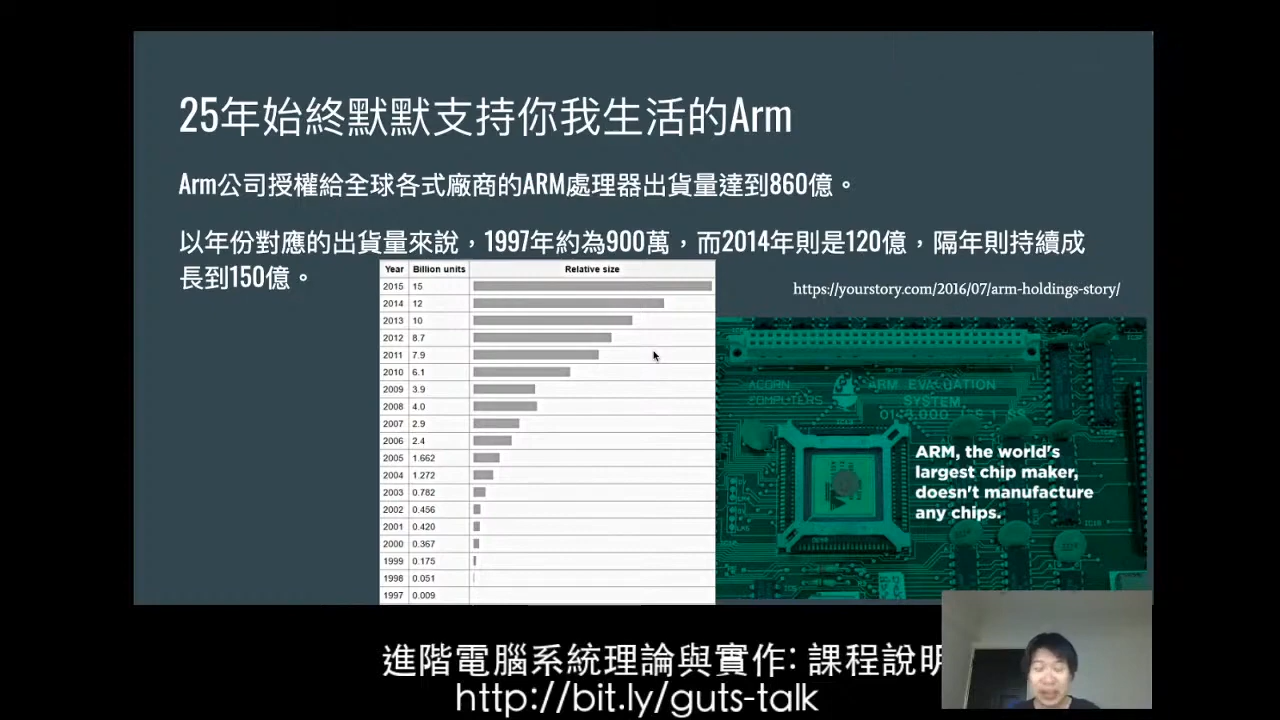 25年始終默默支持你我生活的Arm
Arm公司授權給全球各式廠商的ARM處理器出貨量達到860億。
以年份對應的出貨量來說，1997年約為900萬，而2014年則是120億，隔年則持續成
長到150億。
https://yourstory.com/2016/07/arm-holdings-story/
Year Billion units Relative size
2015 15
2014 12
2013 10
2012 8.7
2011 7.9
2010 6.1
2009 3.9
2008 4.0
2007 2.9
2006 2.4
2005 1.662
2004 1.272
2003 0.782
2002 0.456
2001 0.420
2000 0.367
1999 0.175
1998 0.051
1997 0.009
ACORN
COMPUTERS
ARM EVALUATION
SYSTEM
ARM, the world's
largest chip maker,
doesn't manufacture
any chips.
進階電腦系統理論與實作: 課程說明
http://bit.ly/guts-talk